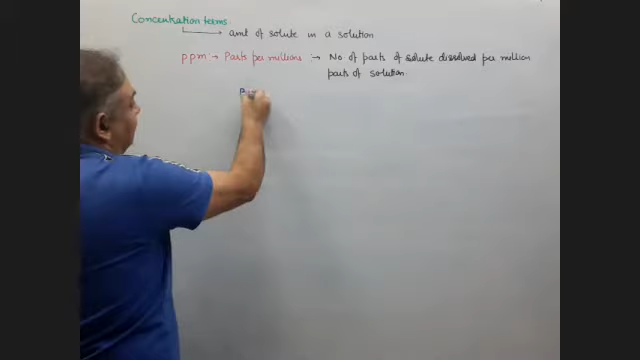 Concentration terms
amt of solute in a solution
ppm → Parts per millions → No of parts of solute dissolved per million
parts of solution